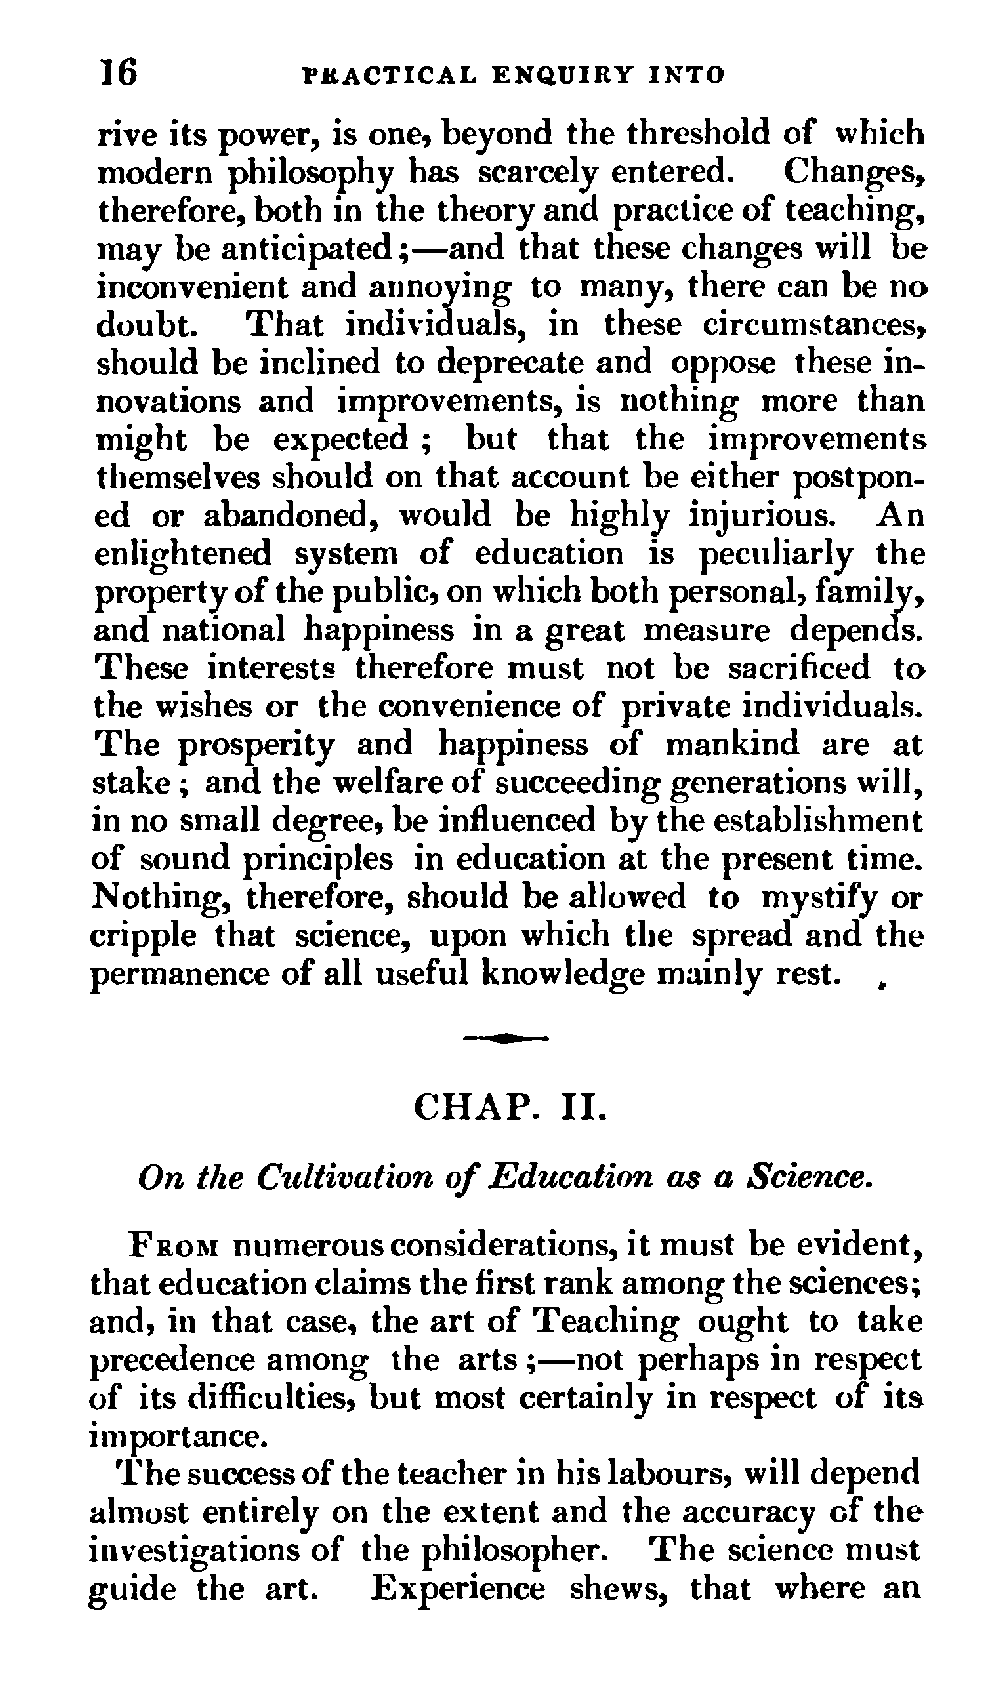 16 PRACTICAL ENQUIRY INTO
rive its power, is one, beyond the threshold of which
modern philosophy has scarcely entered. Changes,
therefore, both in the theory and practice of teaching,
may be anticipated;—and that these changes will be
inconvenient and annoying to many, there can be no
doubt. That individuals, in these circumstances,
should be inclined to deprecate and oppose these in-
novations and improvements, is nothing more than
might be expected ; but that the improvements
themselves should on that account be either postpon-
ed or abandoned, would be highly injurious. An
enlightened system of education is peculiarly the
property of the public, on which both personal, family,
and national happiness in a great measure depends.
These interests therefore must not be sacrificed to
the wishes or the convenience of private individuals.
The prosperity and happiness of mankind are at
stake ; and the welfare of succeeding generations will,
in no small degree, be influenced by the establishment
of sound principles in education at the present time.
Nothing, therefore, should be allowed to mystify or
cripple that science, upon which the spread and the
permanence of all useful knowledge mainly rest.
CHAP. II.
On the Cultivation of Education as a Science.
FROM numerous considerations, it must be evident,
that education claims the first rank among the sciences;
and, in that case, the art of Teaching ought to take
precedence among the arts ;—not perhaps in respect
of its difficulties, but most certainly in respect of its
importance.
The success of the teacher in his labours, will depend
almost entirely on the extent and the accuracy of the
investigations of the philosopher. The science must
guide the art. Experience shews, that where an